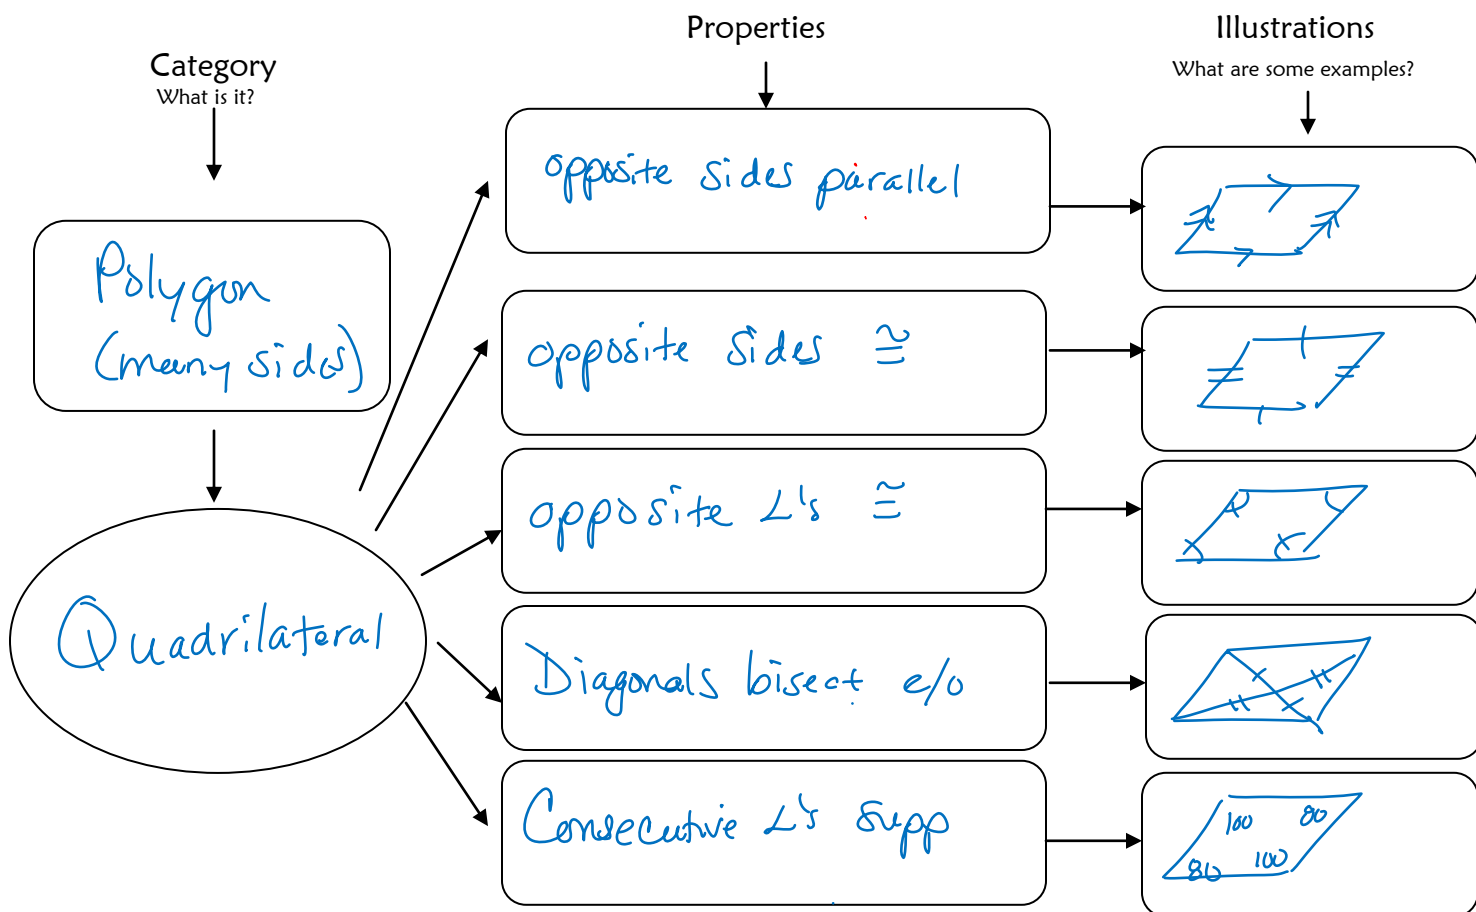 Category
What is it?
Polygon
(many sides)
Quadrilateral
Properties
opposite sides parallel
opposite sides ≅
opposite ∠'s ≅
Diagonals bisect e/o
Consecutive ∠'s supp
Illustrations
What are some examples?
100 80
80 100